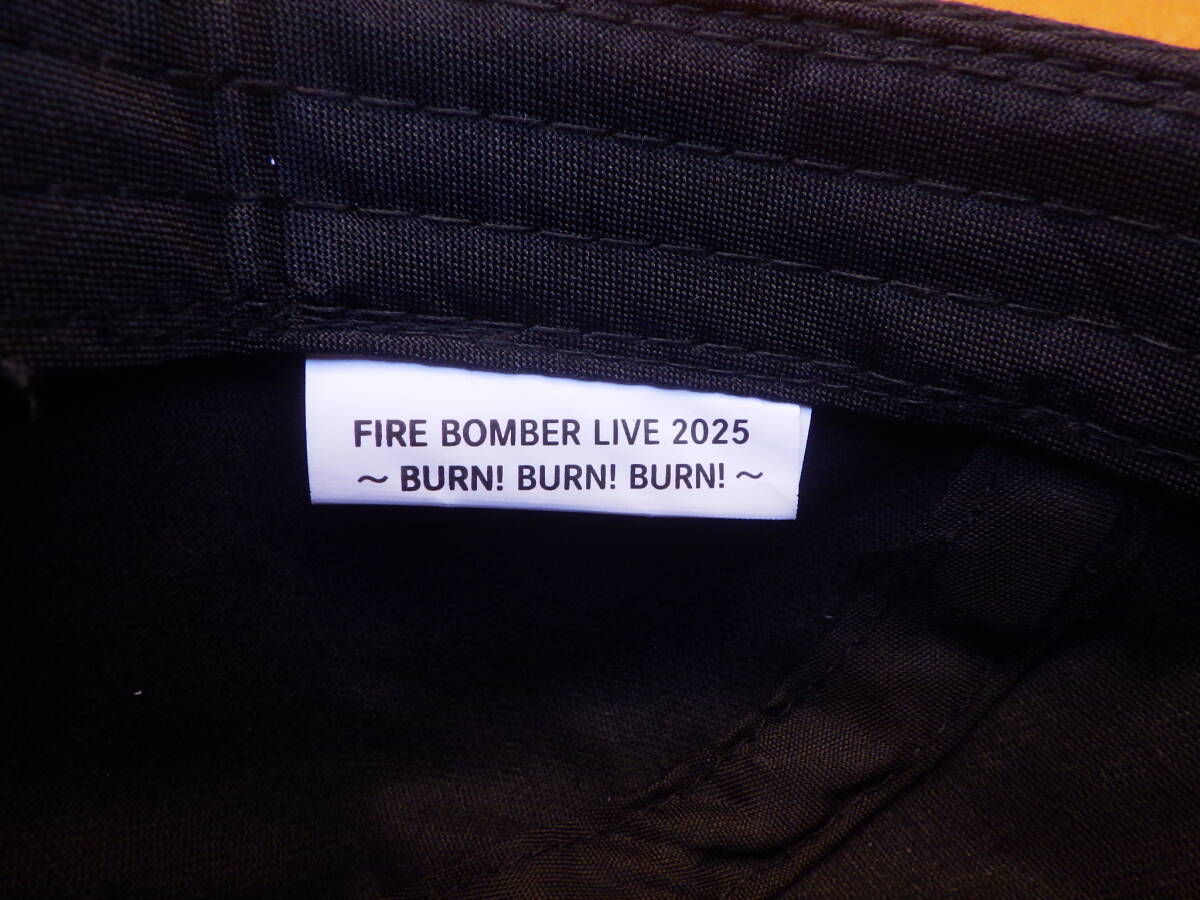 FIRE BOMBER LIVE 2025
～ BURN! BURN! BURN! ～